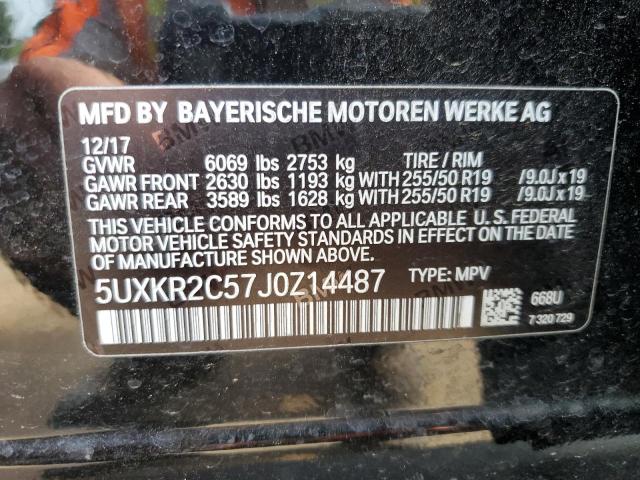 MFD BY BAYERISCHE MOTOREN WERKE AG
12/17
GVWR 6069 lbs 2753 kg TIRE / RIM
GAWR FRONT 2630 lbs 1193 kg WITH 255/50 R19 /9.0J x 19
GAWR REAR 3589 lbs 1628 kg WITH 255/50 R19 /9.0J x 19
THIS VEHICLE CONFORMS TO ALL APPLICABLE U. S. FEDERAL
MOTOR VEHICLE SAFETY STANDARDS IN EFFECT ON THE DATE
OF MANUFACTURE SHOWN ABOVE.
5UXKR2C57J0Z14487 TYPE: MPV
668U
7 320 729